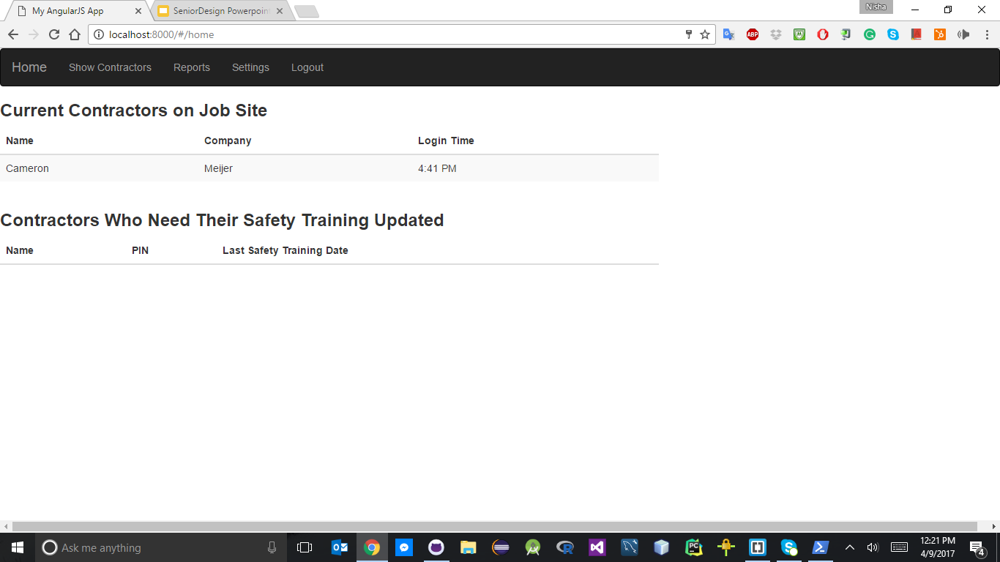 My AngularJS App
SeniorDesign Powerpoint
Nisha
localhost:8000/#/home
ABP
Home Show Contractors Reports Settings Logout
Current Contractors on Job Site
Name Company Login Time
Cameron Meijer 4:41 PM
Contractors Who Need Their Safety Training Updated
Name PIN Last Safety Training Date
Ask me anything
12:21 PM
4/9/2017
4